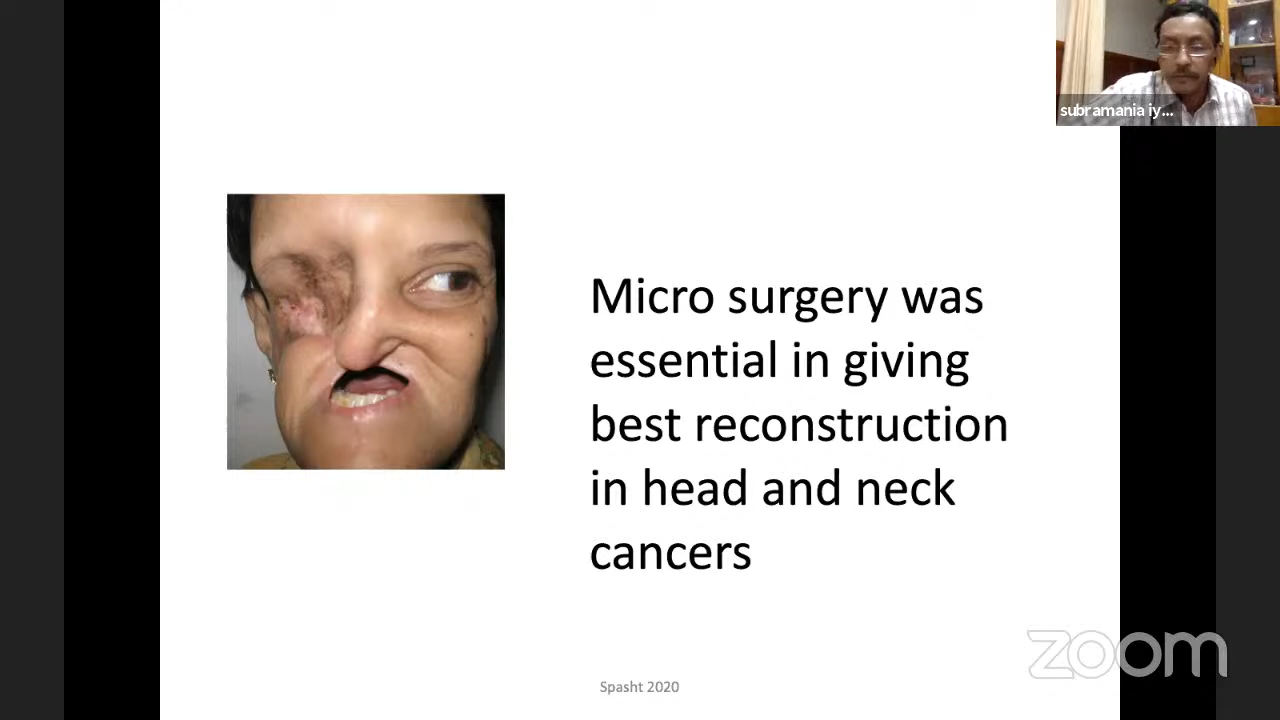 subramania iy...
Micro surgery was
essential in giving
best reconstruction
in head and neck
cancers
zoom
Spasht 2020